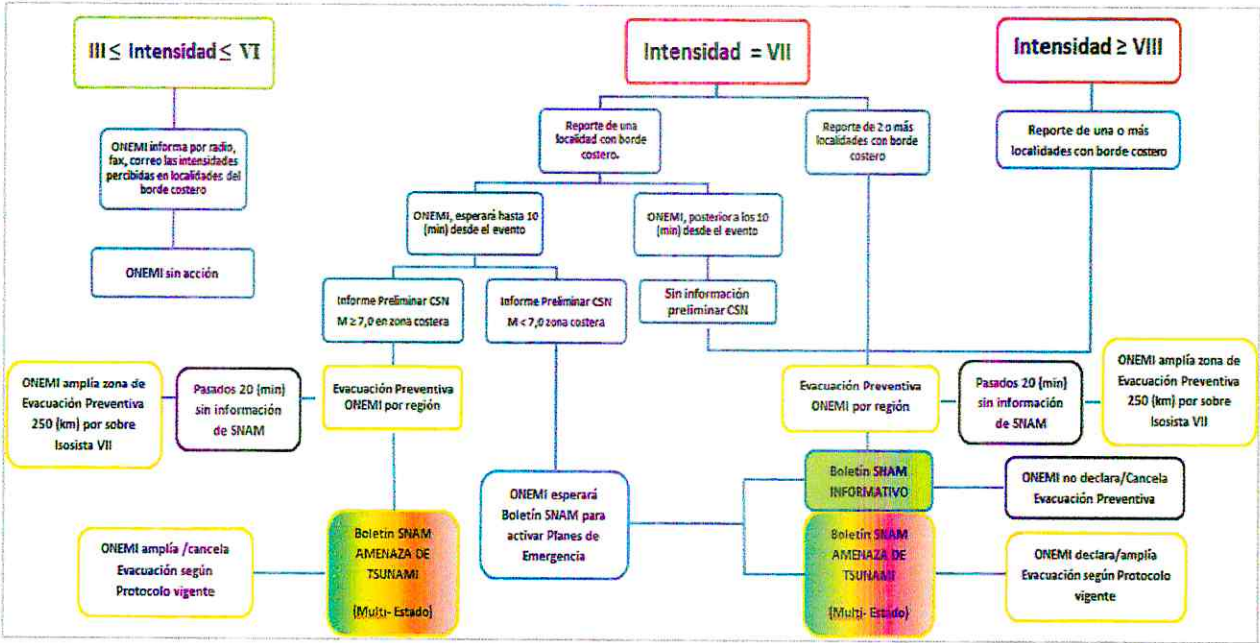 III ≤ Intensidad ≤ VI
Intensidad = VII
Intensidad ≥ VIII
ONEMI informa por radio,
fax, correo las intensidades
percibidas en localidades del
borde costero
Reporte de una
localidad con borde
costero.
Reporte de 2 o más
localidades con borde
costero
Reporte de una o más
localidades con borde costero
ONEMI sin acción
ONEMI, esperará hasta 10
(min) desde el evento
ONEMI, posterior a los 10
(min) desde el evento
Informe Preliminar CSN
M ≥ 7,0 en zona costera
Informe Preliminar CSN
M < 7,0 zona costera
Sin información
preliminar CSN
ONEMI amplía zona de
Evacuación Preventiva
250 (km) por sobre
Isosista VII
Pasados 20 (min)
sin información
de SNAM
Evacuación Preventiva
ONEMI por región
Evacuación Preventiva
ONEMI por región
Pasados 20 (min)
sin información
de SNAM
ONEMI amplía zona de
Evacuación Preventiva
250 (km) por sobre
Isosista VII
ONEMI esperará
Boletín SNAM para
activar Planes de
Emergencia
Boletín SNAM
INFORMATIVO
ONEMI no declara/Cancela
Evacuación Preventiva
ONEMI amplía /cancela
Evacuación según
Protocolo vigente
Boletín SNAM
AMENAZA DE
TSUNAMI
(Multi- Estado)
Boletín SNAM
AMENAZA DE
TSUNAMI
(Multi- Estado)
ONEMI declara/amplía
Evacuación según Protocolo
vigente